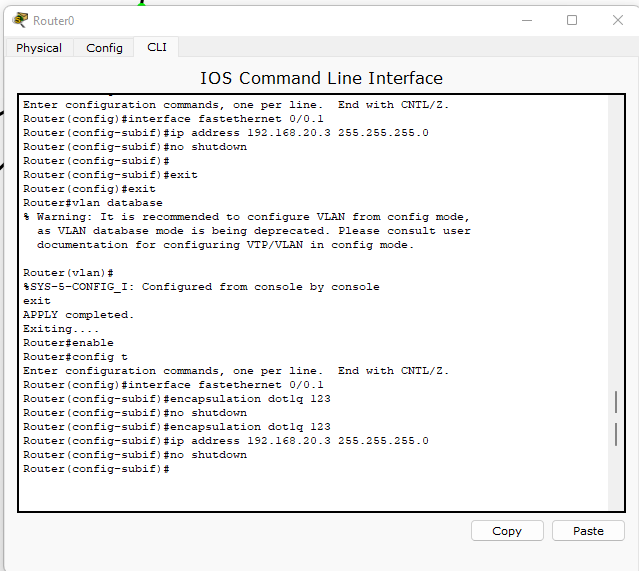 Router0
Physical Config CLI
IOS Command Line Interface
Enter configuration commands, one per line.  End with CNTL/Z.
Router(config)#interface fastethernet 0/0.1
Router(config-subif)#ip address 192.168.20.3 255.255.255.0
Router(config-subif)#no shutdown
Router(config-subif)#
Router(config-subif)#exit
Router(config)#exit
Router#vlan database
% Warning: It is recommended to configure VLAN from config mode,
  as VLAN database mode is being deprecated. Please consult user
  documentation for configuring VTP/VLAN in config mode.
Router(vlan)#
%SYS-5-CONFIG_I: Configured from console by console
exit
APPLY completed.
Exiting....
Router#enable
Router#config t
Enter configuration commands, one per line.  End with CNTL/Z.
Router(config)#interface fastethernet 0/0.1
Router(config-subif)#encapsulation dot1q 123
Router(config-subif)#no shutdown
Router(config-subif)#encapsulation dot1q 123
Router(config-subif)#ip address 192.168.20.3 255.255.255.0
Router(config-subif)#no shutdown
Router(config-subif)#
Copy Paste